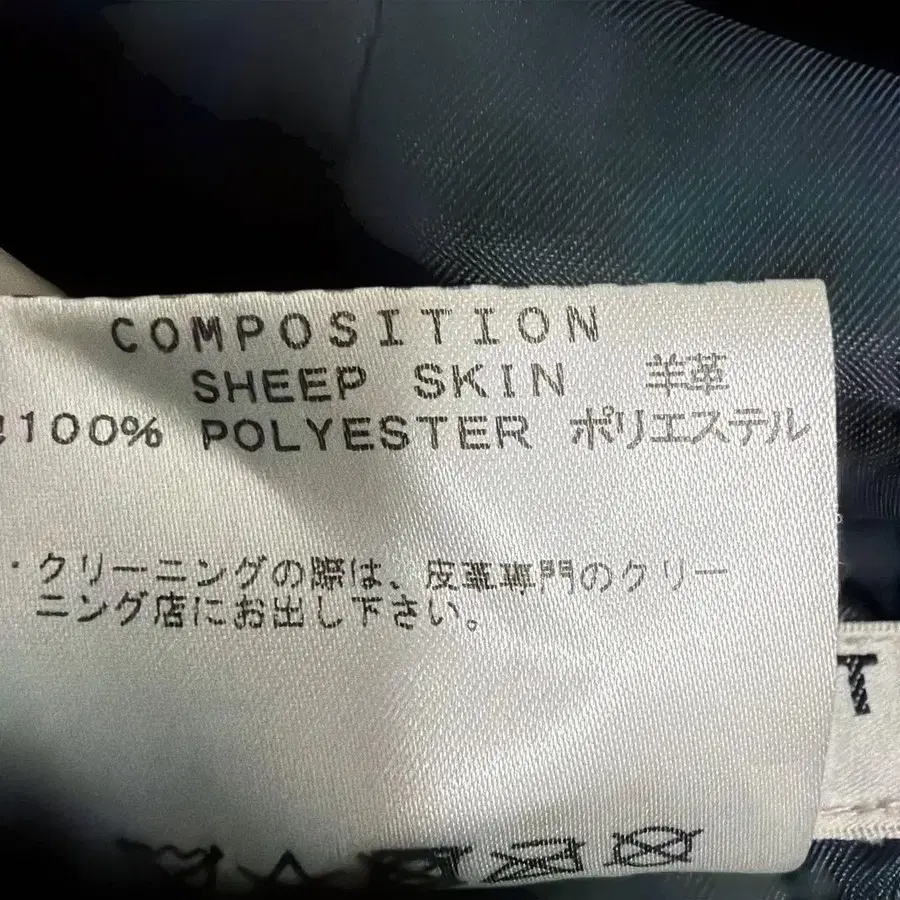 COMPOSITION
SHEEP SKIN 羊革
100% POLYESTER ポリエステル
・クリーニングの際は、皮革専門のクリー
ニング店にお出し下さい。
T